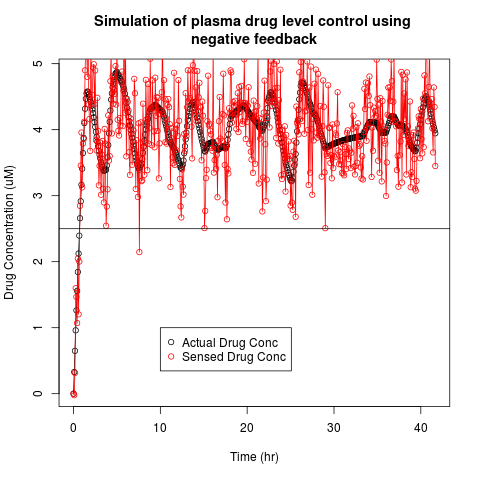 Simulation of plasma drug level control using
negative feedback
Drug Concentration (uM)
5
4
3
2
1
0
Actual Drug Conc
Sensed Drug Conc
0 10 20 30 40
Time (hr)